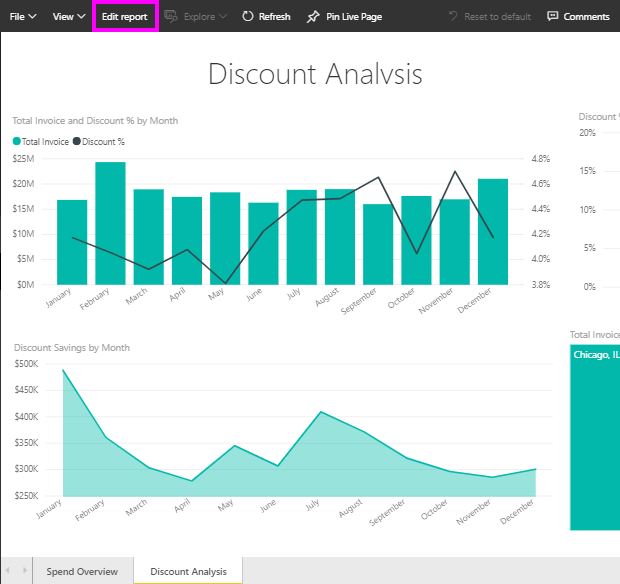 File View Edit report Explore Refresh Pin Live Page Reset to default Comments
Discount Analysis
Total Invoice and Discount % by Month
Total Invoice Discount %
$25M
$20M
$15M
$10M
$5M
$0M
4.8%
4.6%
4.4%
4.2%
4.0%
3.8%
January February March April May June July August September October November December
Discount %
20%
15%
10%
5%
0%
Discount Savings by Month
$500K
$450K
$400K
$350K
$300K
$250K
January February March April May June July August September October November December
Total Invoice
Chicago, IL
Spend Overview Discount Analysis